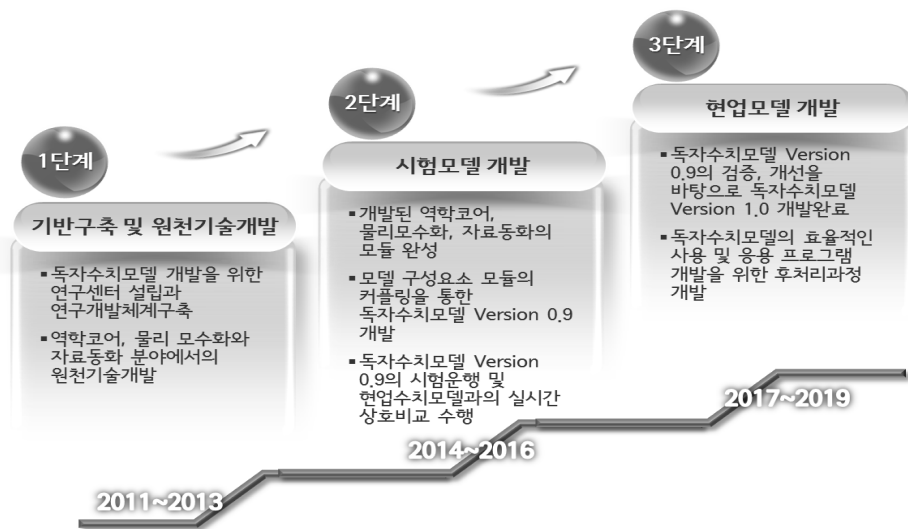 1단계
기반구축 및 원천기술개발
▪독자수치모델 개발을 위한
연구센터 설립과
연구개발체계구축
▪역학코어, 물리 모수화와
자료동화 분야에서의
원천기술개발
2011~2013
2단계
시험모델 개발
▪개발된 역학코어,
물리모수화, 자료동화의
모듈 완성
▪모델 구성요소 모듈의
커플링을 통한
독자수치모델 Version 0.9
개발
▪독자수치모델 Version
0.9의 시험운행 및
현업수치모델과의 실시간
상호비교 수행
2014~2016
3단계
현업모델 개발
▪독자수치모델 Version
0.9의 검증, 개선을
바탕으로 독자수치모델
Version 1.0 개발완료
▪독자수치모델의 효율적인
사용 및 응용 프로그램
개발을 위한 후처리과정
개발
2017~2019